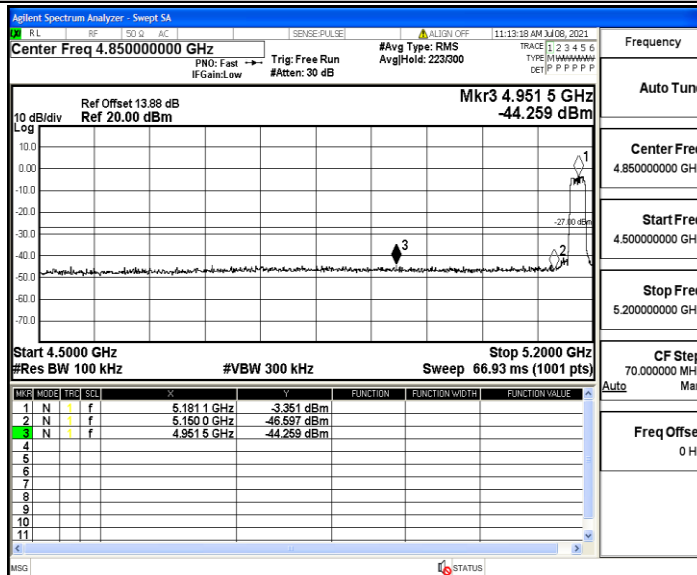 Agilent Spectrum Analyzer - Swept SA
RL RF 50 Ω AC SENSE:PULSE ALIGN OFF 11:13:18 AM Jul 08, 2021
Center Freq 4.850000000 GHz
PNO: Fast
IFGain:Low
Trig: Free Run
#Atten: 30 dB
#Avg Type: RMS
Avg|Hold: 223/300
TRACE 1 2 3 4 5 6
TYPE M
DET P P P P P P
Mkr3 4.951 5 GHz
-44.259 dBm
Ref Offset 13.88 dB
10 dB/div Ref 20.00 dBm
Log
10.0
0.00
-10.0
-20.0
-30.0
-40.0
-50.0
-60.0
-70.0
1
-27.00 dBm
2
3
Start 4.5000 GHz Stop 5.2000 GHz
#Res BW 100 kHz #VBW 300 kHz Sweep 66.93 ms (1001 pts)
MKR MODE TRC SCL X Y FUNCTION FUNCTION WIDTH FUNCTION VALUE
1 N 1 f 5.181 1 GHz -3.351 dBm
2 N 1 f 5.150 0 GHz -46.597 dBm
3 N 1 f 4.951 5 GHz -44.259 dBm
4
5
6
7
8
9
10
11
MSG STATUS
Frequency
Auto Tun
Center Fre
4.850000000 GH
Start Fre
4.500000000 GH
Stop Fre
5.200000000 GH
CF Step
70.000000 MH
Auto Ma
Freq Offse
0 H